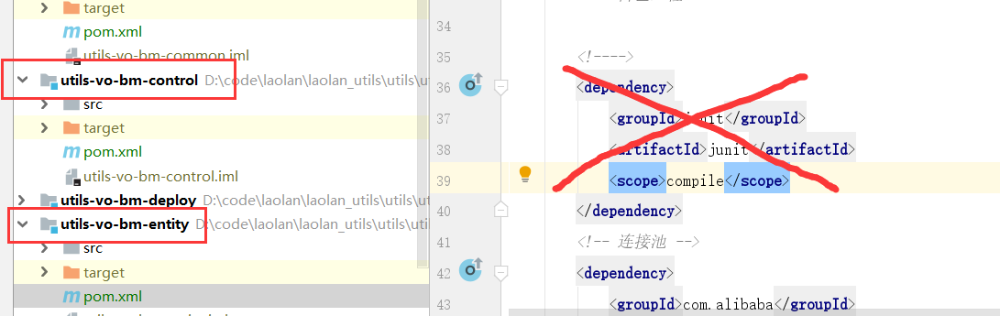 target
pom.xml
utils-vo-bm-common.iml
utils-vo-bm-control D:\code\laolan\laolan_utils\utils\ut
src
target
pom.xml
utils-vo-bm-control.iml
utils-vo-bm-deploy D:\code\laolan\laolan_utils\utils\ut
utils-vo-bm-entity D:\code\laolan\laolan_utils\utils\uti
src
target
pom.xml
34
35 <!---->
36 <dependency>
37 <groupId>junit</groupId>
38 <artifactId>junit</artifactId>
39 <scope>compile</scope>
40 </dependency>
41 <!-- 连接池 -->
42 <dependency>
43 <groupId>com.alibaba</groupId>